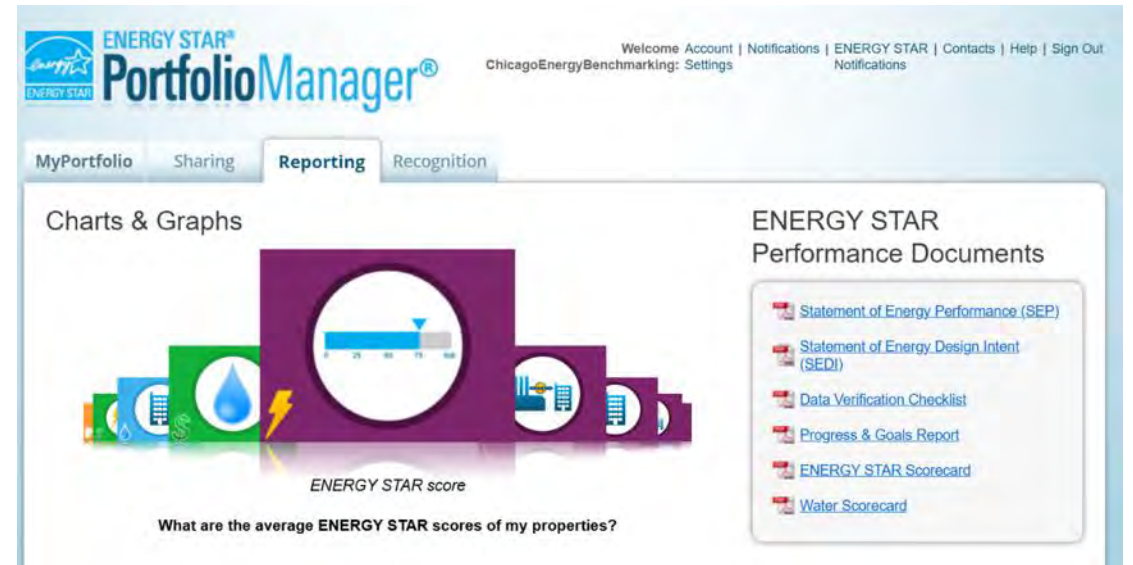 ENERGY STAR®
PortfolioManager®
energy
ENERGY STAR
Welcome
ChicagoEnergyBenchmarking:
Account
Settings
| Notifications |
ENERGY STAR
Notifications
| Contacts | Help | Sign Out
MyPortfolio
Sharing
Reporting
Recognition
Charts & Graphs
0 25 50 75 100
$
ENERGY STAR score
What are the average ENERGY STAR scores of my properties?
ENERGY STAR
Performance Documents
Statement of Energy Performance (SEP)
Statement of Energy Design Intent
(SEDI)
Data Verification Checklist
Progress & Goals Report
ENERGY STAR Scorecard
Water Scorecard